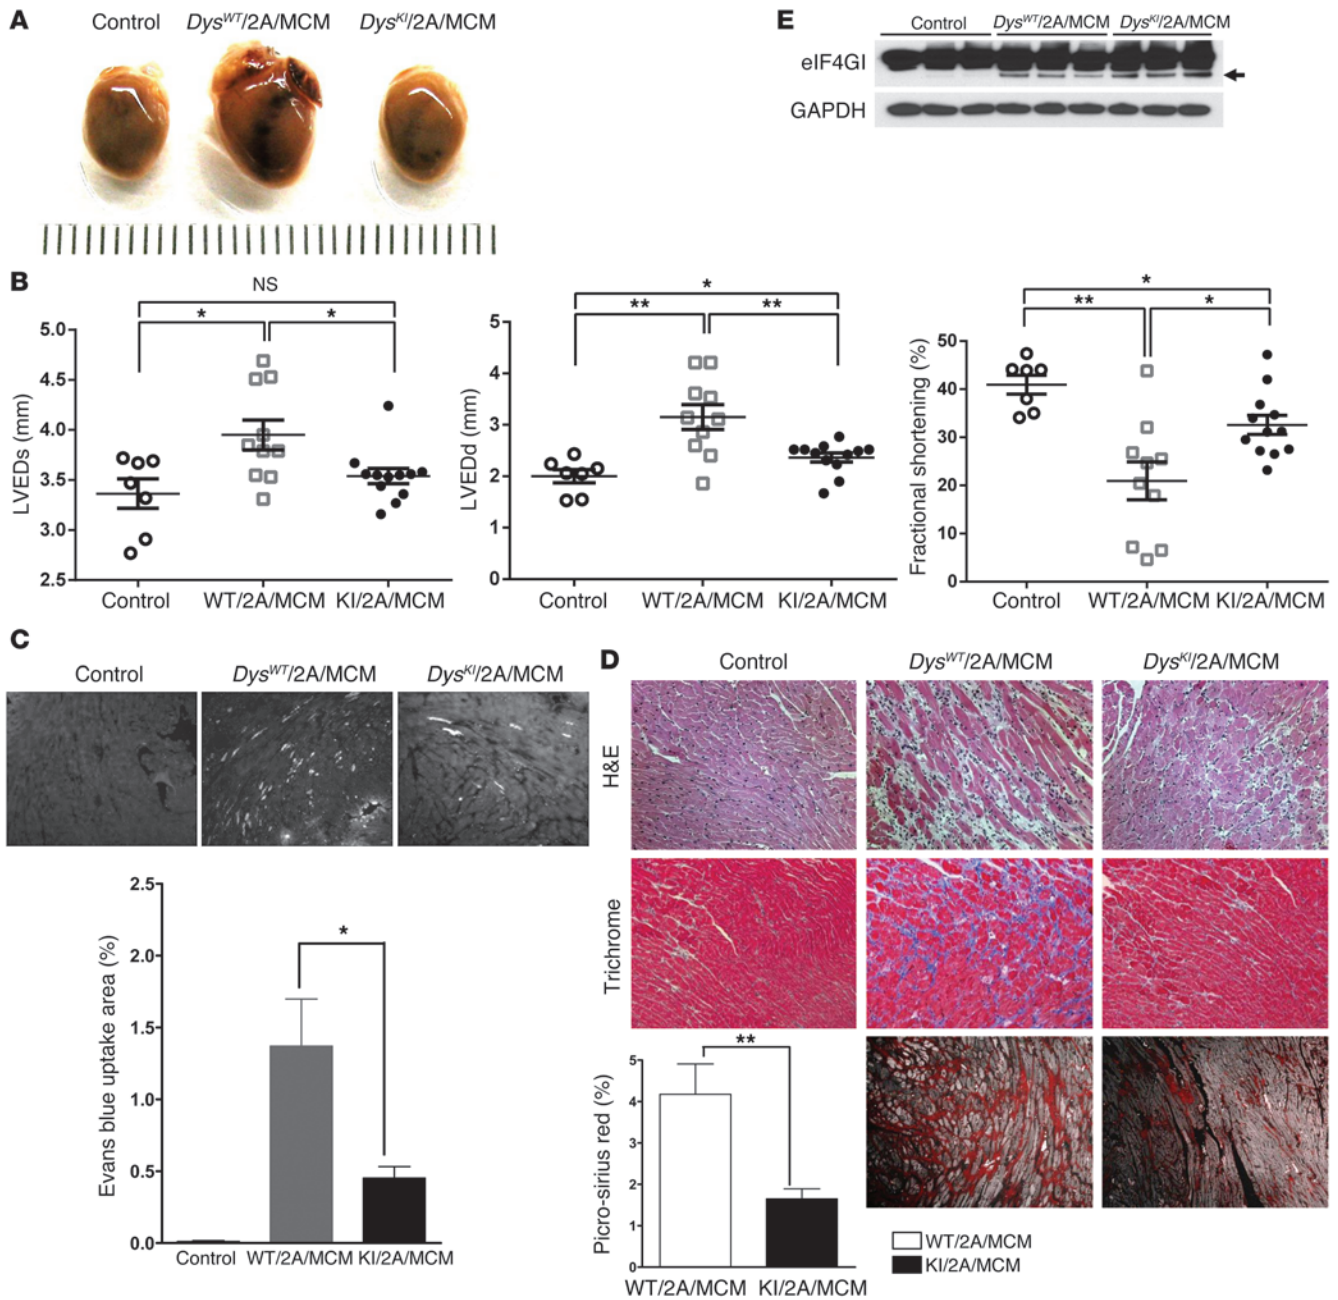 A
Control
Dys^WT/2A/MCM
Dys^KI/2A/MCM
B
LVEDs (mm)
5.0
4.5
4.0
3.5
3.0
2.5
NS
*
*
Control
WT/2A/MCM
KI/2A/MCM
LVEDd (mm)
5
4
3
2
1
0
*
**
**
Control
WT/2A/MCM
KI/2A/MCM
Fractional shortening (%)
50
40
30
20
10
0
*
**
*
Control
WT/2A/MCM
KI/2A/MCM
C
Control
Dys^WT/2A/MCM
Dys^KI/2A/MCM
Evans blue uptake area (%)
2.5
2.0
1.5
1.0
0.5
0.0
*
Control
WT/2A/MCM
KI/2A/MCM
D
Control
Dys^WT/2A/MCM
Dys^KI/2A/MCM
H&E
Trichrome
Picro-sirius red (%)
5
4
3
2
1
0
**
WT/2A/MCM
KI/2A/MCM
WT/2A/MCM
KI/2A/MCM
E
Control
Dys^WT/2A/MCM
Dys^KI/2A/MCM
eIF4GI
GAPDH